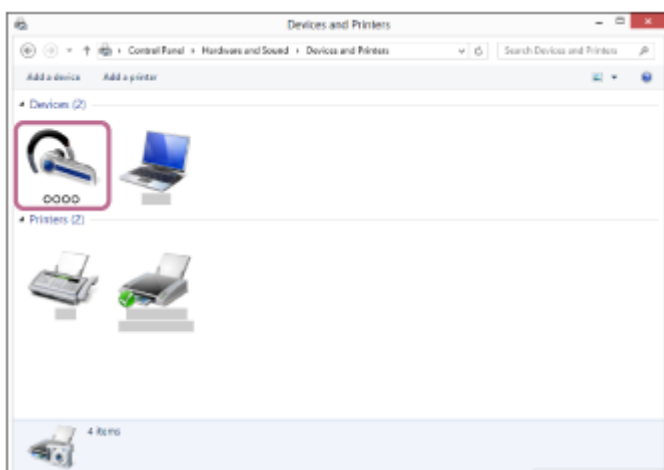 Devices and Printers
Control Panel Hardware and Sound Devices and Printers Search Devices and Printers
Add a device Add a printer
Devices (2)
oooo
Printers (2)
4 items